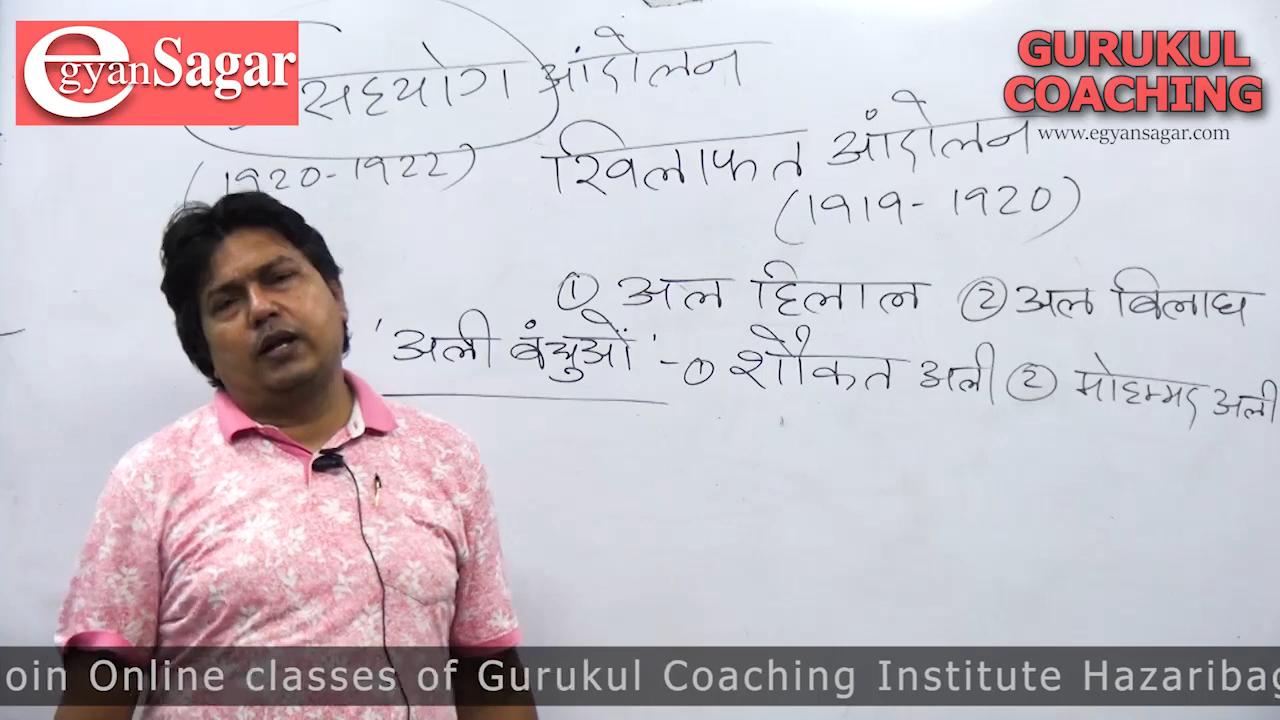 egyanSagar
GURUKUL
COACHING
www.egyansagar.com
सहयोग आंदोलन
(1920-1922)
खिलाफत आंदोलन
(1919-1920)
① अल हिलाल ② अल बिलाघ
'अली बंधुओं' - ① शौकत अली ② मोहम्मद अली
oin Online classes of Gurukul Coaching Institute Hazaribag